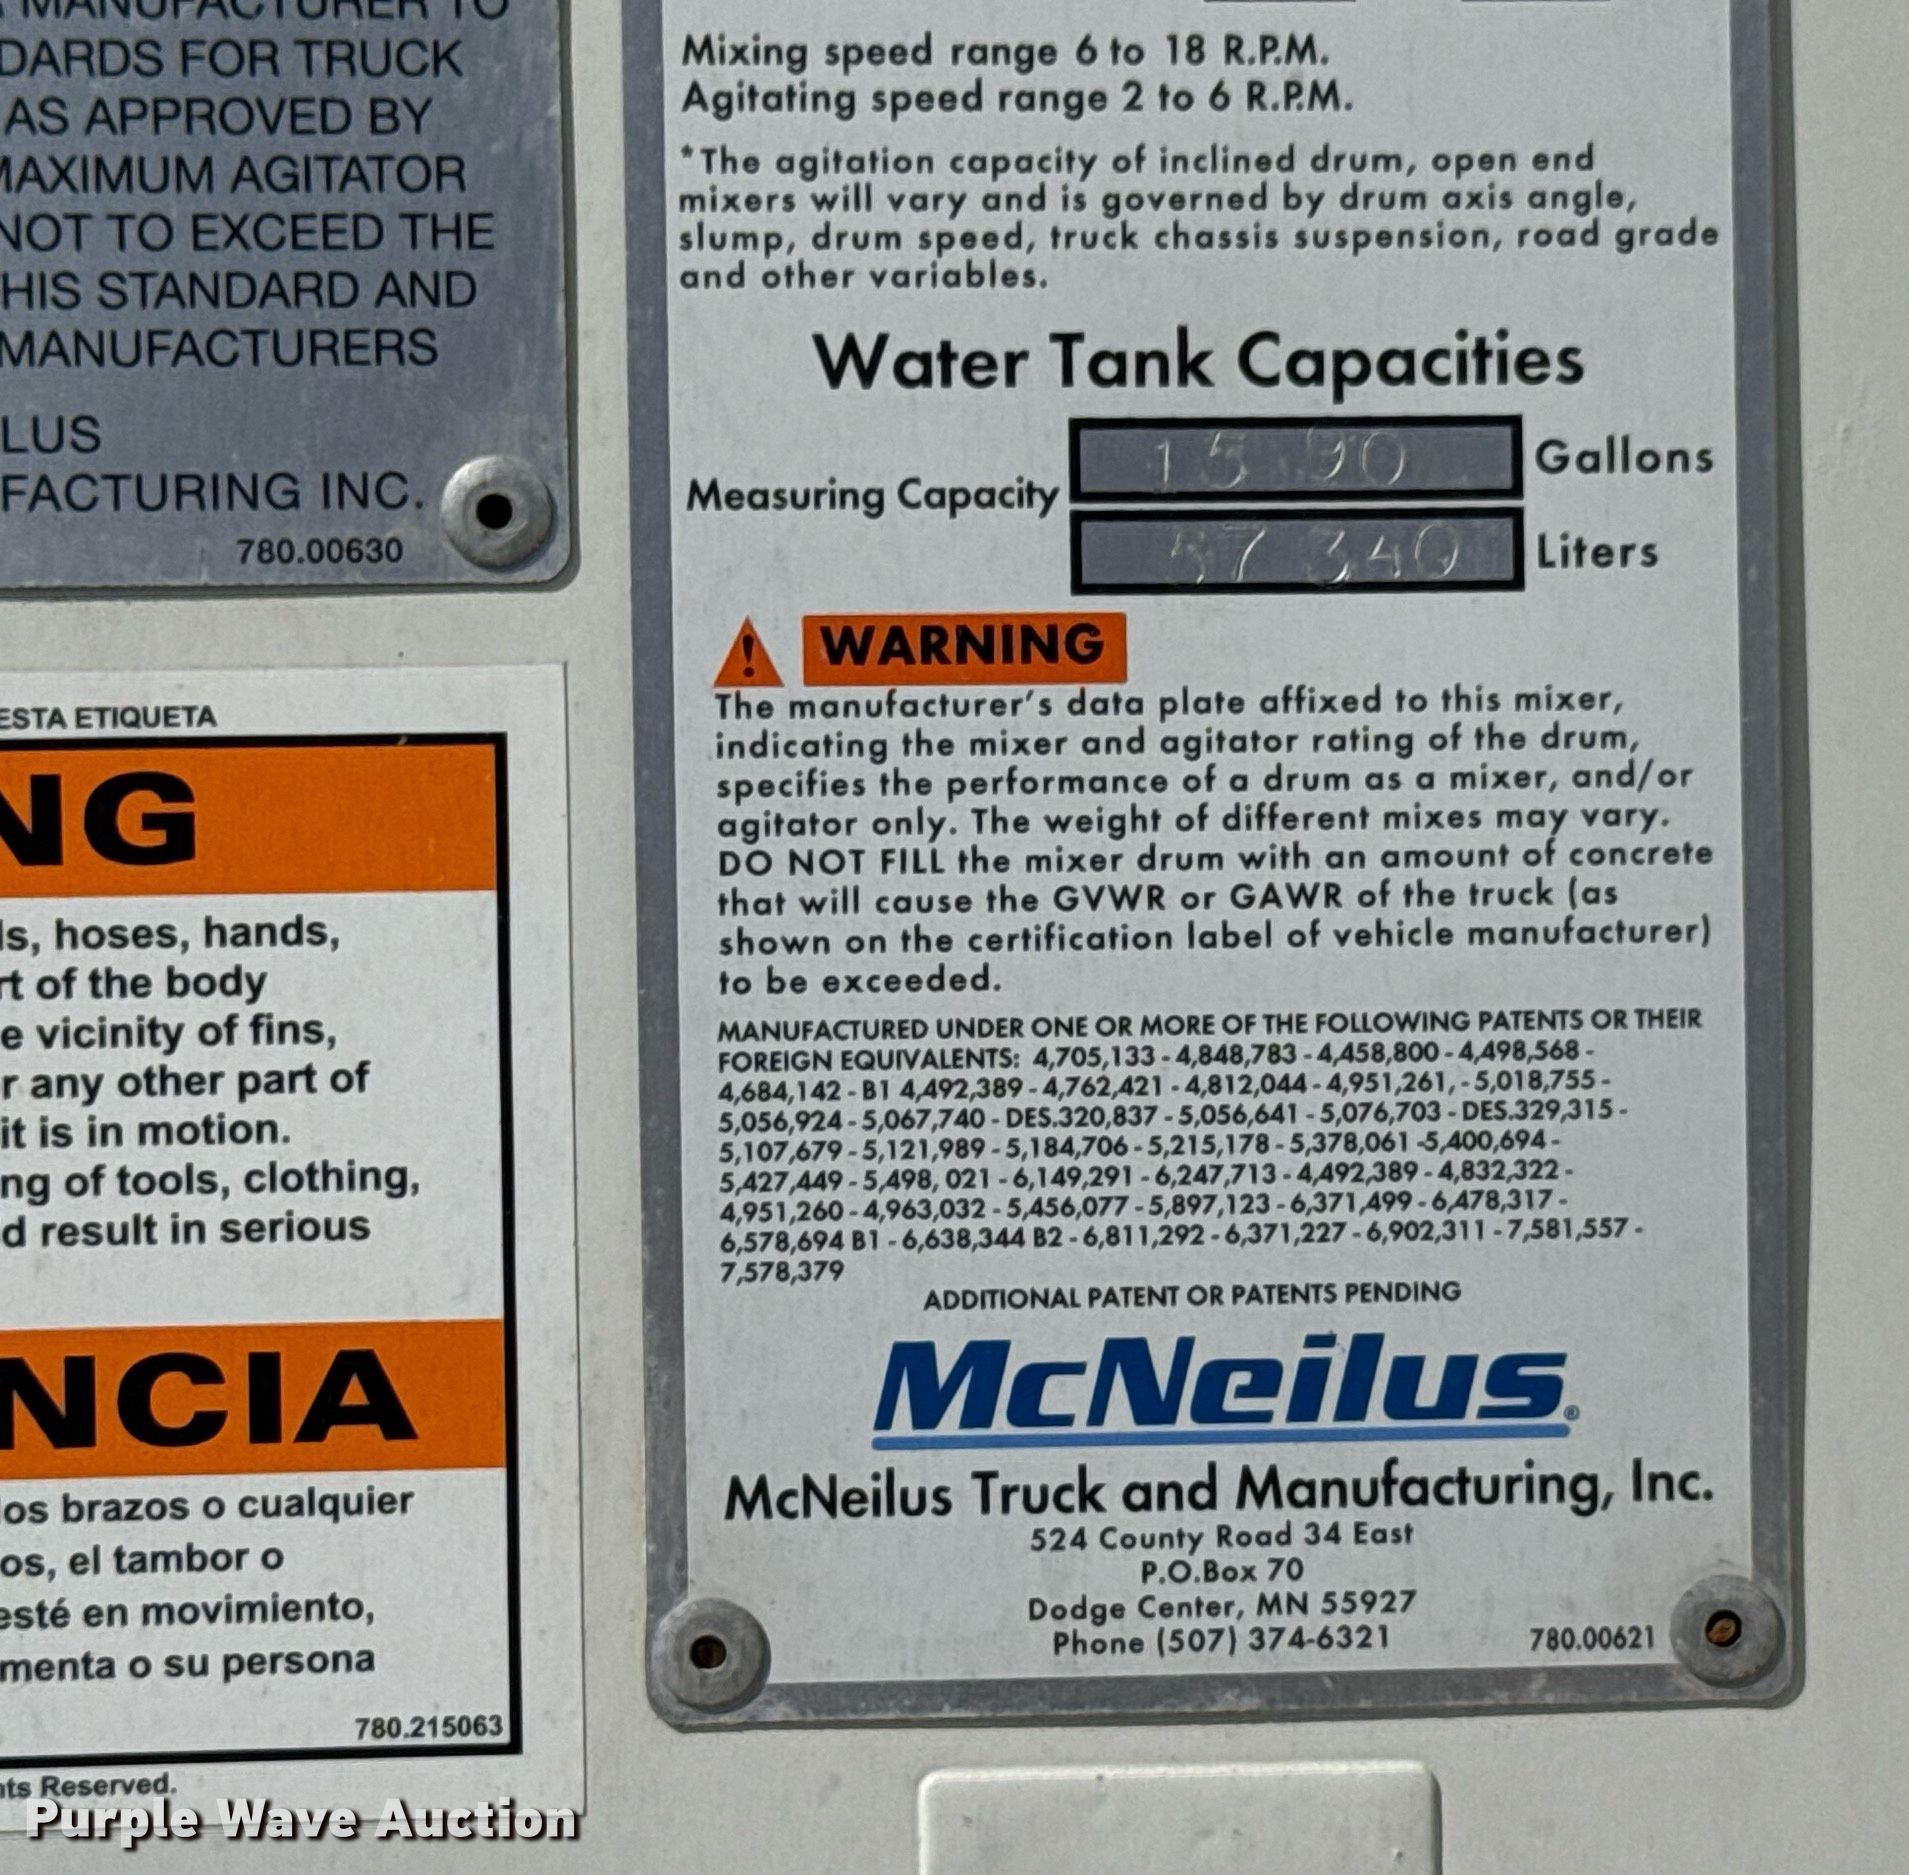 MANUFACTURER TO
DARDS FOR TRUCK
AS APPROVED BY
MAXIMUM AGITATOR
NOT TO EXCEED THE
HIS STANDARD AND
MANUFACTURERS
LUS
FACTURING INC.
780.00630
ESTA ETIQUETA
NG
ls, hoses, hands,
rt of the body
e vicinity of fins,
r any other part of
it is in motion.
ng of tools, clothing,
d result in serious
NCIA
los brazos o cualquier
os, el tambor o
esté en movimiento,
menta o su persona
780.215063
nts Reserved.
Mixing speed range 6 to 18 R.P.M.
Agitating speed range 2 to 6 R.P.M.
*The agitation capacity of inclined drum, open end
mixers will vary and is governed by drum axis angle,
slump, drum speed, truck chassis suspension, road grade
and other variables.
Water Tank Capacities
Measuring Capacity
15 90 Gallons
57 340 Liters
! WARNING
The manufacturer's data plate affixed to this mixer,
indicating the mixer and agitator rating of the drum,
specifies the performance of a drum as a mixer, and/or
agitator only. The weight of different mixes may vary.
DO NOT FILL the mixer drum with an amount of concrete
that will cause the GVWR or GAWR of the truck (as
shown on the certification label of vehicle manufacturer)
to be exceeded.
MANUFACTURED UNDER ONE OR MORE OF THE FOLLOWING PATENTS OR THEIR
FOREIGN EQUIVALENTS: 4,705,133 - 4,848,783 - 4,458,800 - 4,498,568 -
4,684,142 - B1 4,492,389 - 4,762,421 - 4,812,044 - 4,951,261, - 5,018,755 -
5,056,924 - 5,067,740 - DES.320,837 - 5,056,641 - 5,076,703 - DES.329,315 -
5,107,679 - 5,121,989 - 5,184,706 - 5,215,178 - 5,378,061 -5,400,694 -
5,427,449 - 5,498, 021 - 6,149,291 - 6,247,713 - 4,492,389 - 4,832,322 -
4,951,260 - 4,963,032 - 5,456,077 - 5,897,123 - 6,371,499 - 6,478,317 -
6,578,694 B1 - 6,638,344 B2 - 6,811,292 - 6,371,227 - 6,902,311 - 7,581,557 -
7,578,379
ADDITIONAL PATENT OR PATENTS PENDING
McNeilus®
McNeilus Truck and Manufacturing, Inc.
524 County Road 34 East
P.O.Box 70
Dodge Center, MN 55927
Phone (507) 374-6321
780.00621
Purple Wave Auction